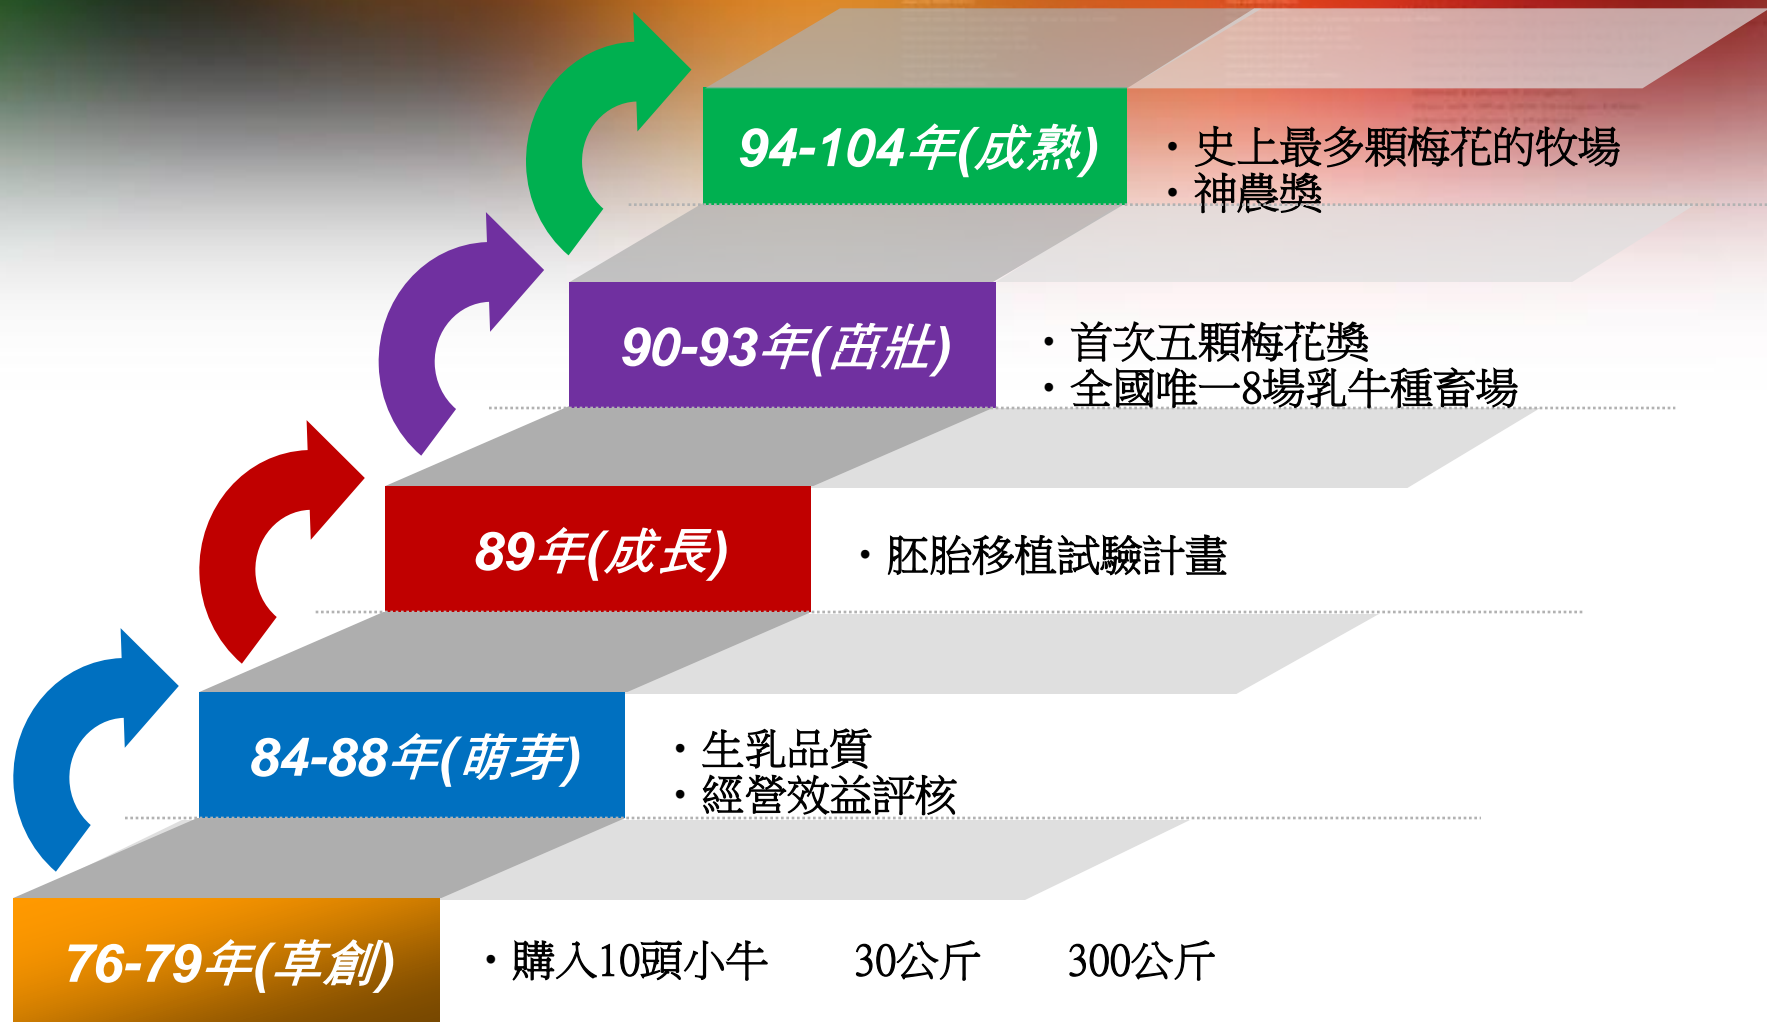 94-104年(成熟)
・史上最多顆梅花的牧場
・神農獎
90-93年(茁壯)
・首次五顆梅花獎
・全國唯一8場乳牛種畜場
89年(成長)
・胚胎移植試驗計畫
84-88年(萌芽)
・生乳品質
・經營效益評核
76-79年(草創)
・購入10頭小牛 30公斤 300公斤